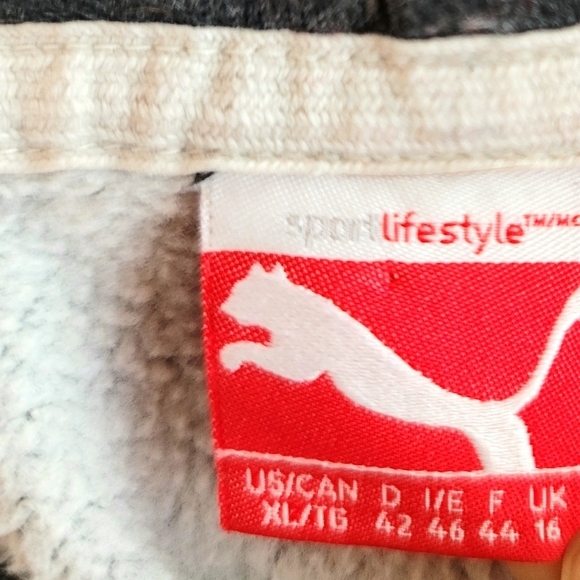 sportlifestyle™/MC
US/CAN D I/E F UK
XL/TG 42 46 44 16